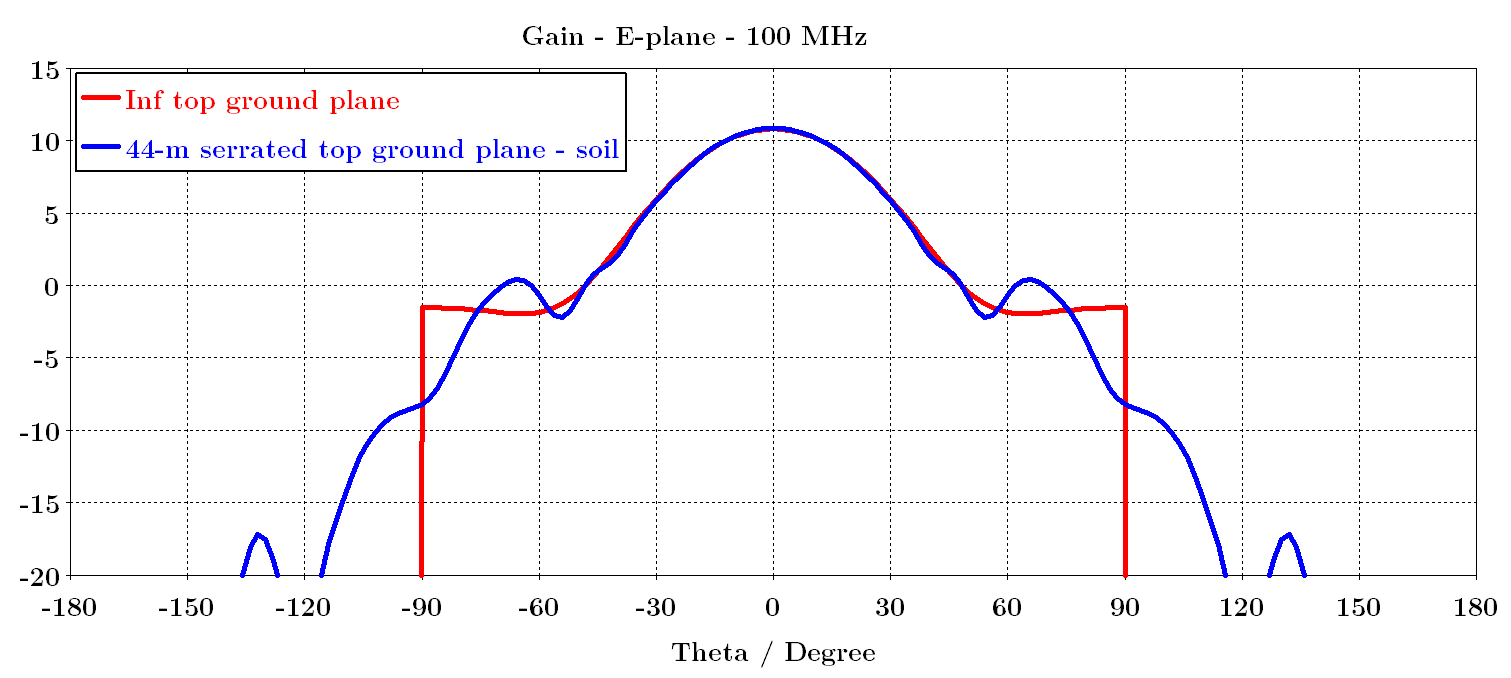 Gain - E-plane - 100 MHz
15
Inf top ground plane
44-m serrated top ground plane - soil
10
5
0
-5
-10
-15
-20
-180 -150 -120 -90 -60 -30 0 30 60 90 120 150 180
Theta / Degree